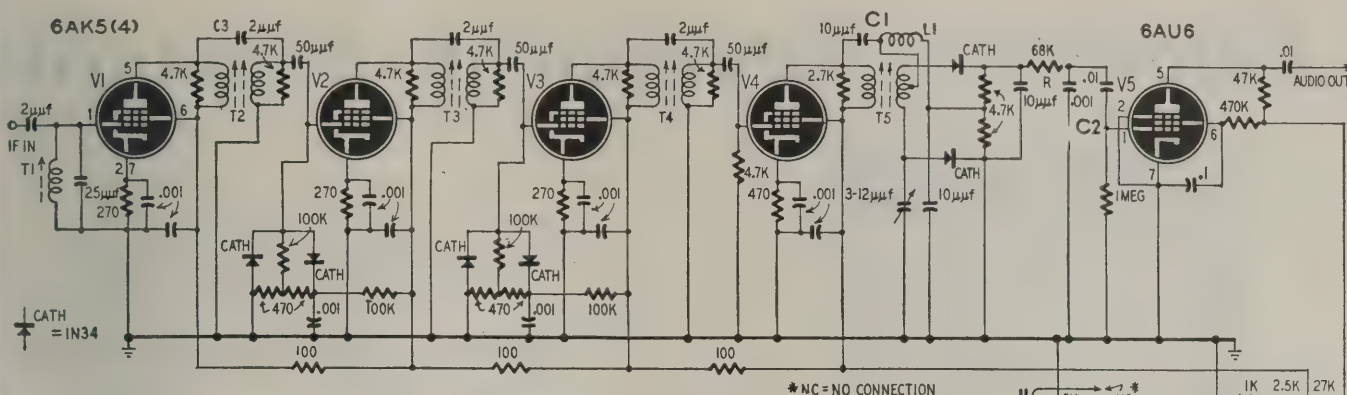 6AK5(4)
C3
2µµf
4.7K
50µµf
2µµf
4.7K
50µµf
2µµf
4.7K
50µµf
10µµf
C1
L1
CATH
68K
6AU6
.01
V1
5
4.7K
V2
4.7K
V3
4.7K
V4
2.7K
R
.01
V5
5
47K
AUDIO OUT
2µµf
1
6
10µµf
.001
2
470K
IF IN
T2
T3
T4
T5
4.7K
C2
1
6
T1
2
7
4.7K
CATH
7
.1
25µµf
.001
270
.001
270
.001
470
.001
3-12µµf
10µµf
1MEG
270
100K
100K
CATH
CATH
CATH
CATH
470
100K
470
100K
.001
.001
CATH
=1N34
100
100
100
*NC=NO CONNECTION
*
1K
2.5K
27K